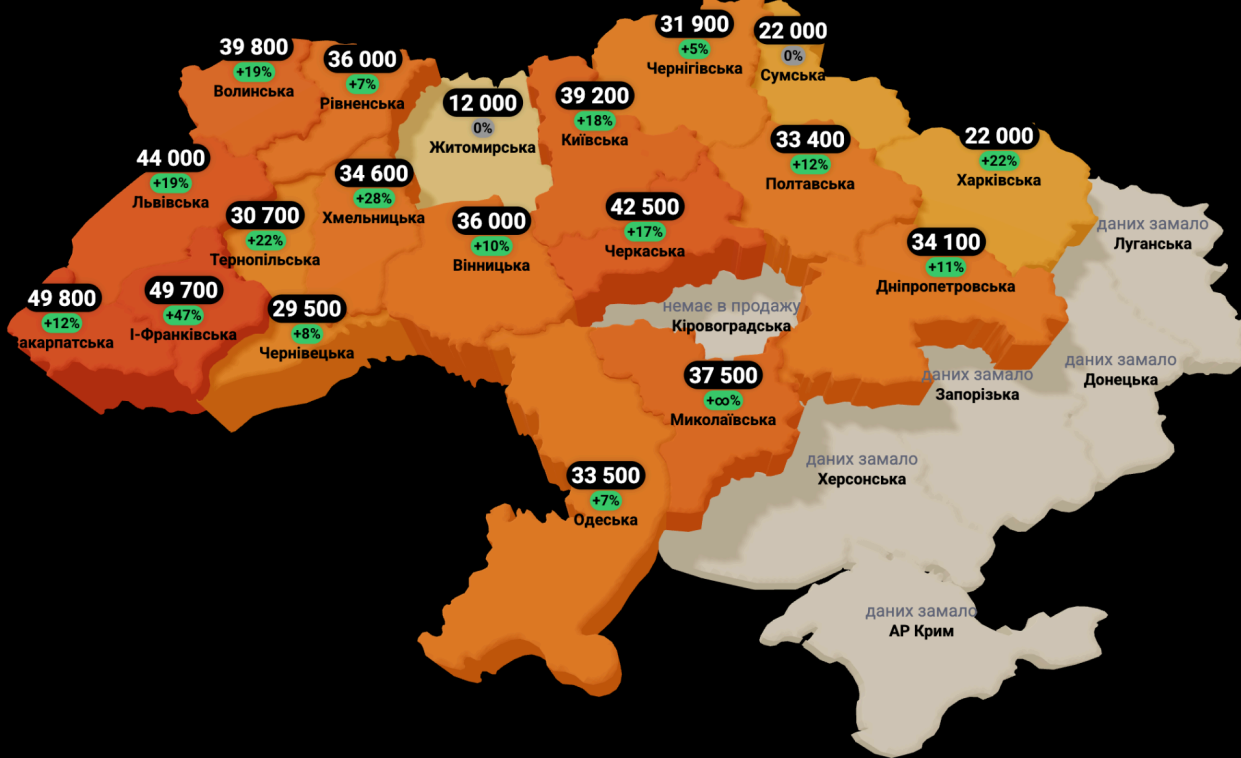 31 900
+5%
Чернігівська
22 000
0%
Сумська
39 800
+19%
Волинська
36 000
+7%
Рівненська
12 000
0%
Житомирська
39 200
+18%
Київська
33 400
+12%
Полтавська
22 000
+22%
Харківська
44 000
+19%
Львівська
34 600
+28%
Хмельницька
30 700
+22%
Тернопільська
36 000
+10%
Вінницька
42 500
+17%
Черкаська
даних замало
Луганська
34 100
+11%
Дніпропетровська
49 800
+12%
акарпатська
49 700
+47%
І-Франківська
29 500
+8%
Чернівецька
немає в продажу
Кіровоградська
даних замало
Донецька
даних замало
Запорізька
37 500
+∞%
Миколаївська
даних замало
Херсонська
33 500
+7%
Одеська
даних замало
АР Крим